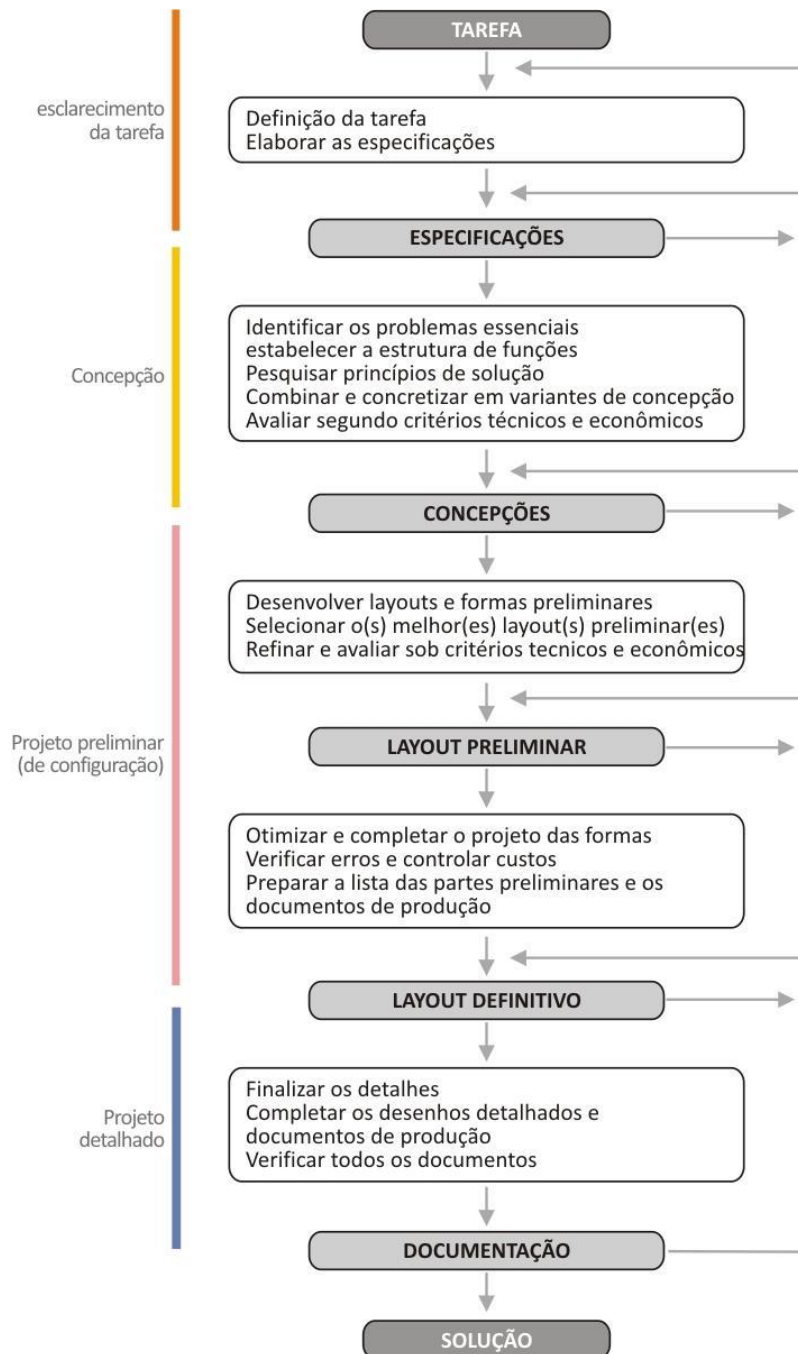 TAREFA
esclarecimento
da tarefa
Definição da tarefa
Elaborar as especificações
ESPECIFICAÇÕES
Concepção
Identificar os problemas essenciais
estabelecer a estrutura de funções
Pesquisar princípios de solução
Combinar e concretizar em variantes de concepção
Avaliar segundo critérios técnicos e econômicos
CONCEPÇÕES
Projeto preliminar
(de configuração)
Desenvolver layouts e formas preliminares
Selecionar o(s) melhor(es) layout(s) preliminar(es)
Refinar e avaliar sob critérios tecnicos e econômicos
LAYOUT PRELIMINAR
Otimizar e completar o projeto das formas
Verificar erros e controlar custos
Preparar a lista das partes preliminares e os
documentos de produção
LAYOUT DEFINITIVO
Projeto
detalhado
Finalizar os detalhes
Completar os desenhos detalhados e
documentos de produção
Verificar todos os documentos
DOCUMENTAÇÃO
SOLUÇÃO